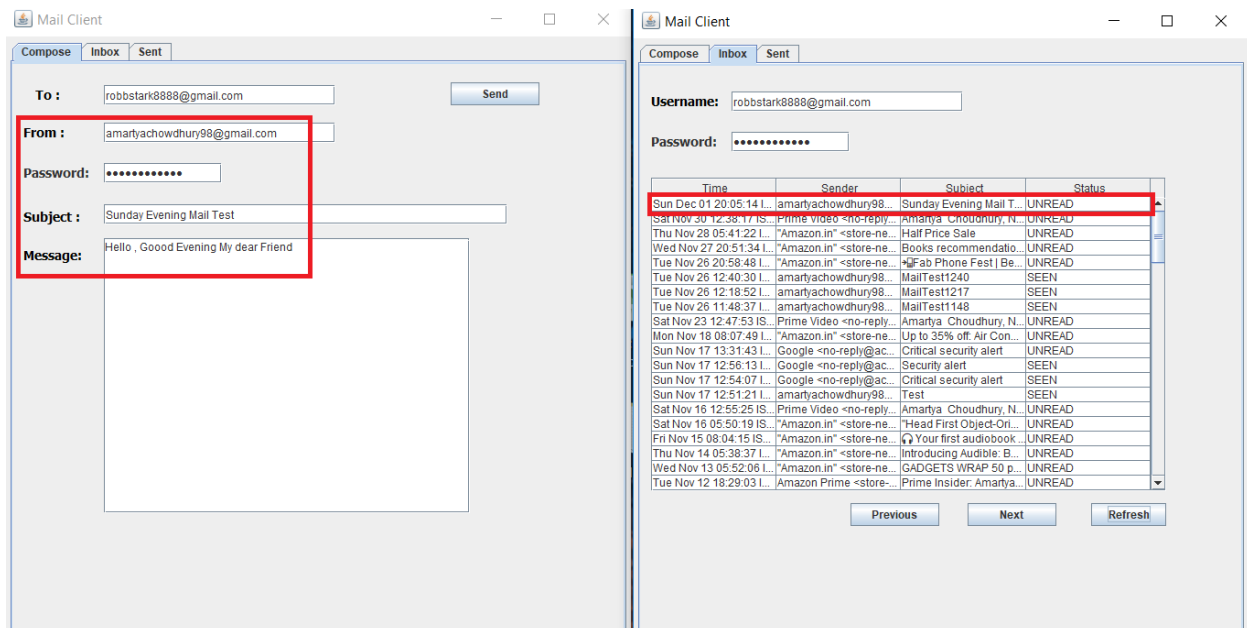 Mail Client
Compose Inbox Sent
To : robbstark8888@gmail.com Send
From : amartyachowdhury98@gmail.com
Password: ••••••••••••
Subject : Sunday Evening Mail Test
Message: Hello , Goood Evening My dear Friend
Mail Client
Compose Inbox Sent
Username: robbstark8888@gmail.com
Password: ••••••••••••
Time Sender Subject Status
Sun Dec 01 20:05:14 I... amartyachowdhury98... Sunday Evening Mail T... UNREAD
Sat Nov 30 12:38:17 IS... Prime Video <no-reply... Amartya Choudhury, N... UNREAD
Thu Nov 28 05:41:22 I... "Amazon.in" <store-ne... Half Price Sale UNREAD
Wed Nov 27 20:51:34 I... "Amazon.in" <store-ne... Books recommendatio... UNREAD
Tue Nov 26 20:58:48 I... "Amazon.in" <store-ne... 📲Fab Phone Fest | Be... UNREAD
Tue Nov 26 12:40:30 I... amartyachowdhury98... MailTest1240 SEEN
Tue Nov 26 12:18:52 I... amartyachowdhury98... MailTest1217 SEEN
Tue Nov 26 11:48:37 I... amartyachowdhury98... MailTest1148 SEEN
Sat Nov 23 12:47:53 IS... Prime Video <no-reply... Amartya Choudhury, N... UNREAD
Mon Nov 18 08:07:49 I... "Amazon.in" <store-ne... Up to 35% off: Air Con... UNREAD
Sun Nov 17 13:31:43 I... Google <no-reply@ac... Critical security alert UNREAD
Sun Nov 17 12:56:13 I... Google <no-reply@ac... Security alert SEEN
Sun Nov 17 12:54:07 I... Google <no-reply@ac... Critical security alert SEEN
Sun Nov 17 12:51:21 I... amartyachowdhury98... Test SEEN
Sat Nov 16 12:55:25 IS... Prime Video <no-reply... Amartya Choudhury, N... UNREAD
Sat Nov 16 05:50:19 IS... "Amazon.in" <store-ne... "Head First Object-Ori... UNREAD
Fri Nov 15 08:04:15 IS... "Amazon.in" <store-ne... 🎧 Your first audiobook ... UNREAD
Thu Nov 14 05:38:37 I... "Amazon.in" <store-ne... Introducing Audible: B... UNREAD
Wed Nov 13 05:52:06 I... "Amazon.in" <store-ne... GADGETS WRAP 50 p... UNREAD
Tue Nov 12 18:29:03 I... Amazon Prime <store-... Prime Insider: Amartya... UNREAD
Previous Next Refresh